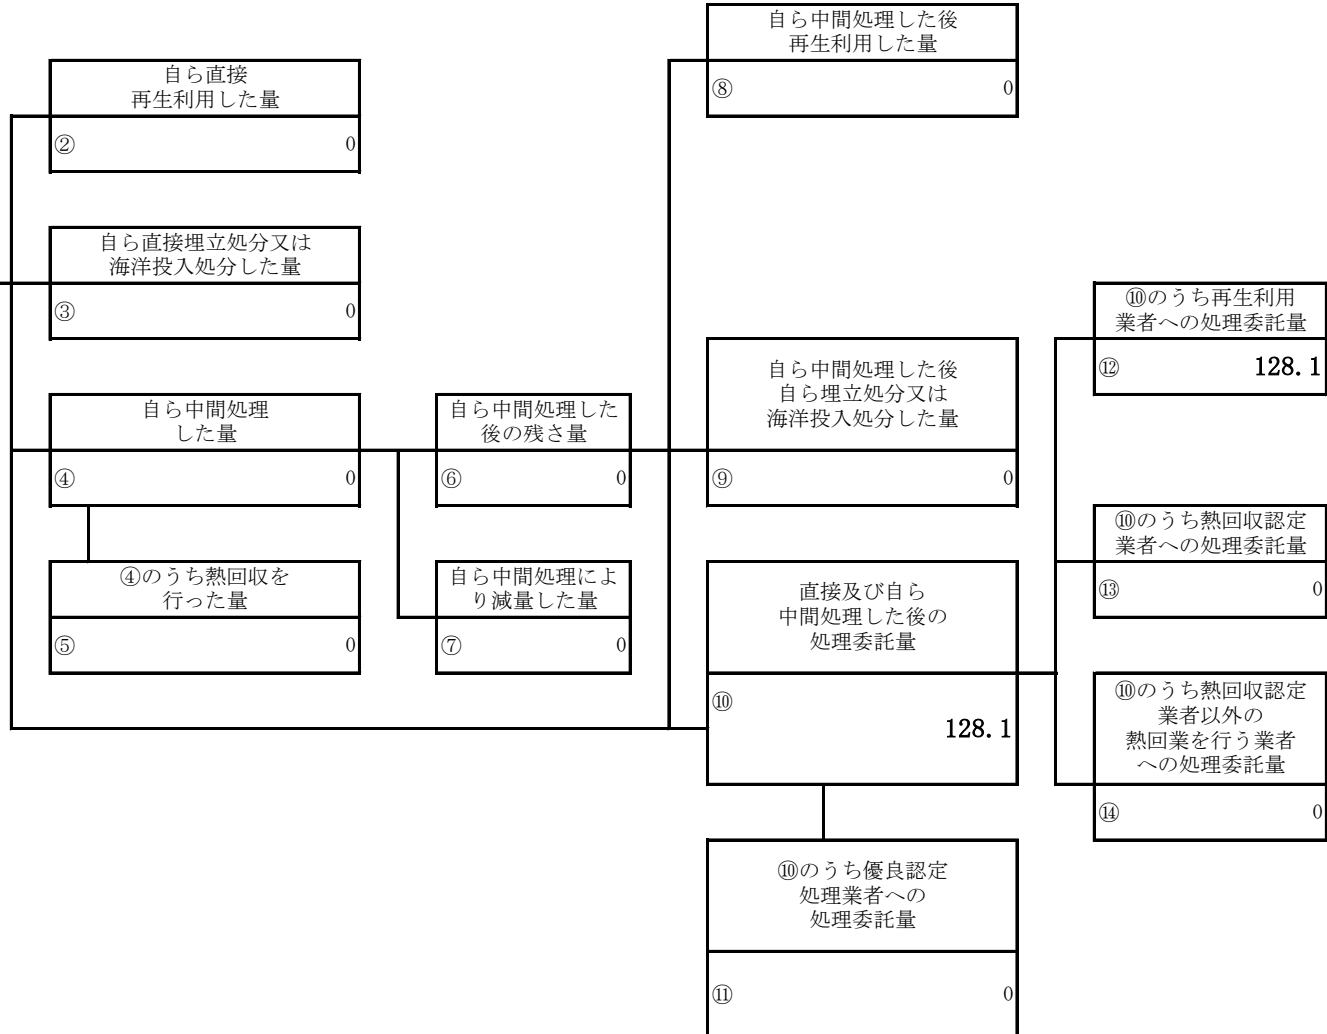 自ら直接
再生利用した量
② 0
自ら直接埋立処分又は
海洋投入処分した量
③ 0
自ら中間処理
した量
④ 0
④のうち熱回収を
行った量
⑤ 0
自ら中間処理した
後の残さ量
⑥ 0
自ら中間処理によ
り減量した量
⑦ 0
自ら中間処理した後
再生利用した量
⑧ 0
自ら中間処理した後
自ら埋立処分又は
海洋投入処分した量
⑨ 0
直接及び自ら
中間処理した後の
処理委託量
⑩
128.1
⑩のうち優良認定
処理業者への
処理委託量
⑪ 0
⑩のうち再生利用
業者への処理委託量
⑫ 128.1
⑩のうち熱回収認定
業者への処理委託量
⑬ 0
⑩のうち熱回収認定
業者以外の
熱回業を行う業者
への処理委託量
⑭ 0